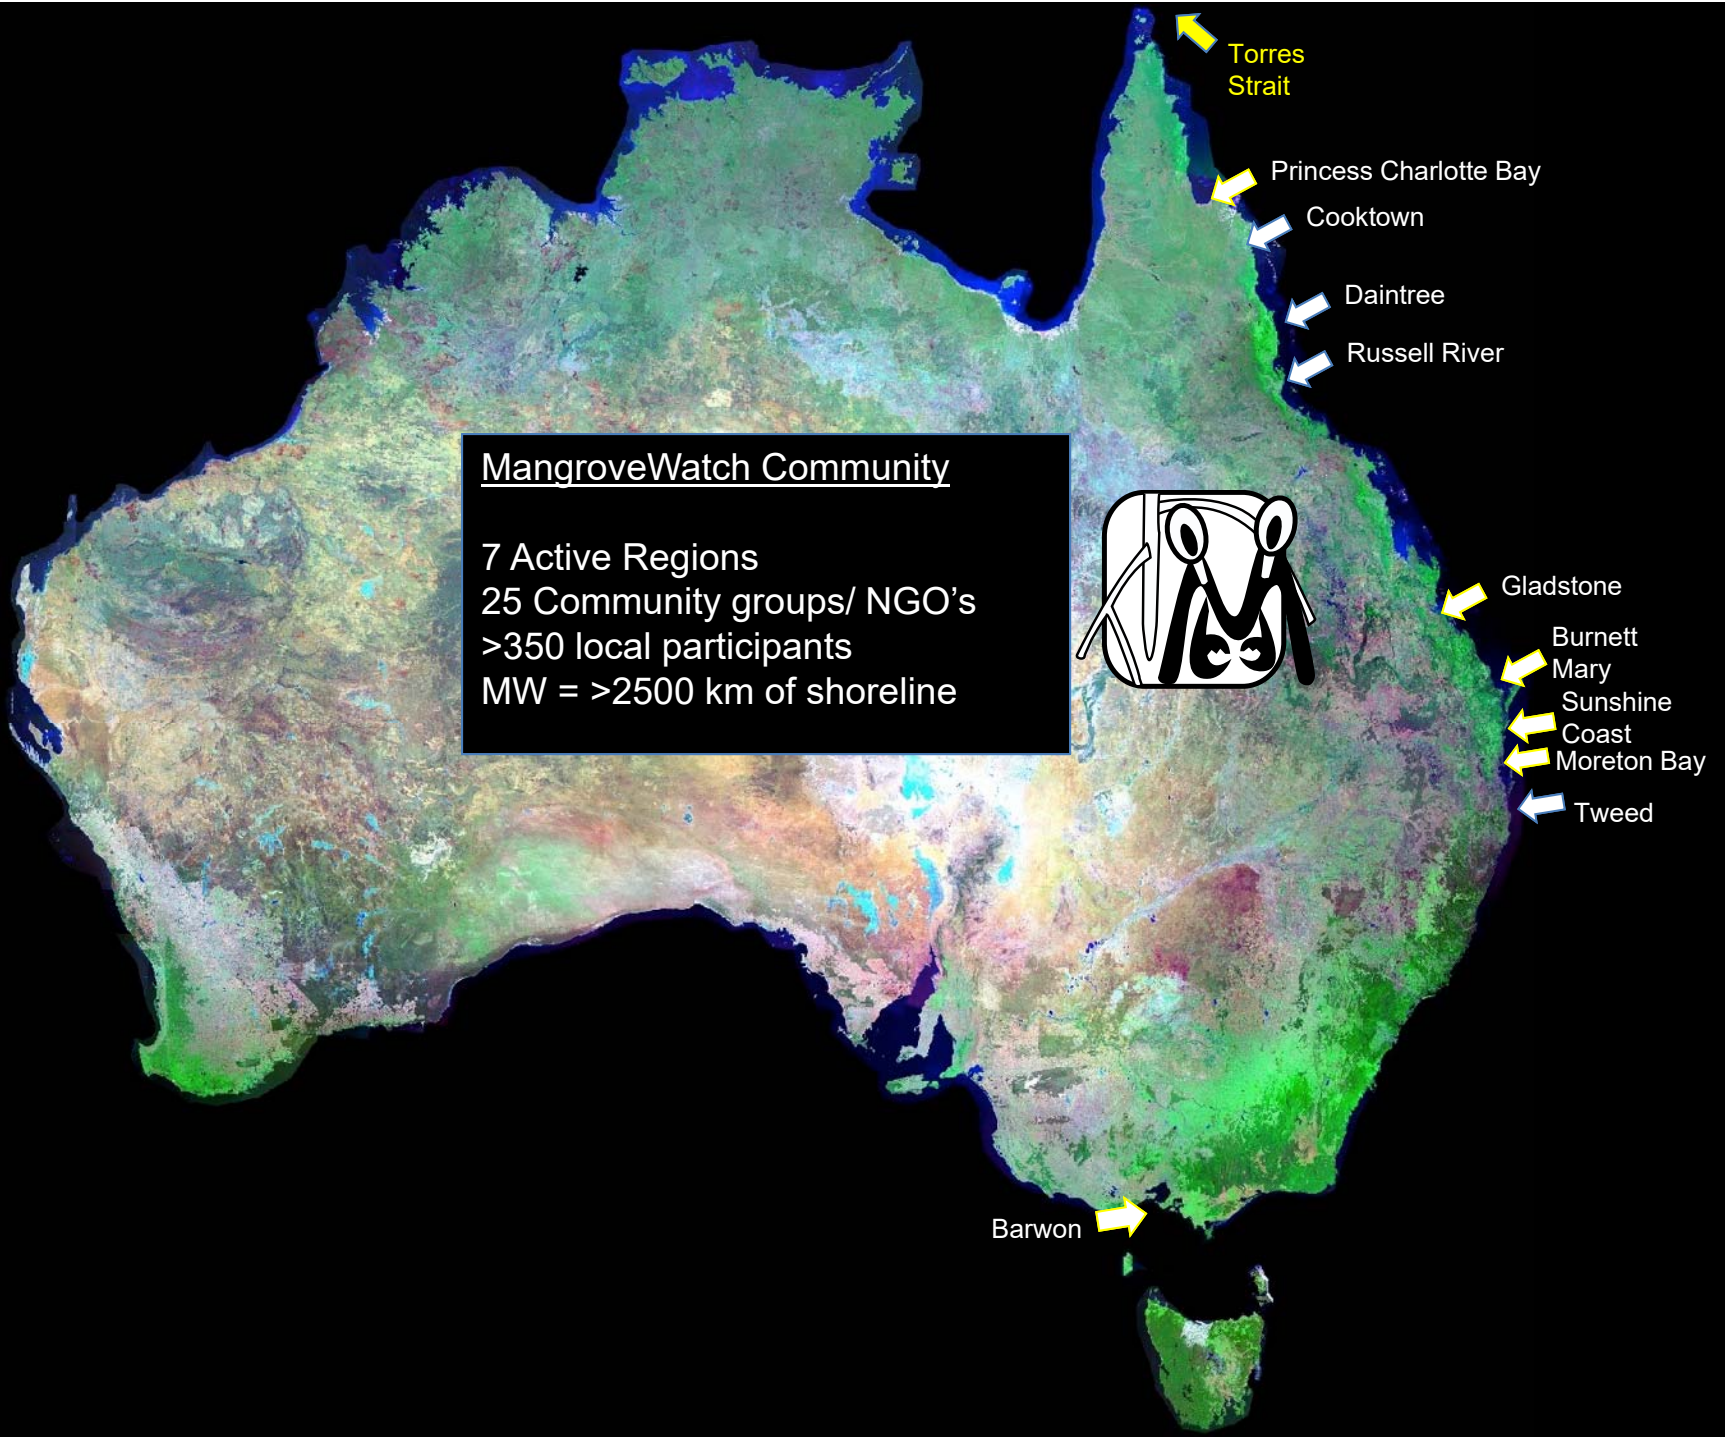 Torres
Strait
Princess Charlotte Bay
Cooktown
Daintree
Russell River
MangroveWatch Community
7 Active Regions
25 Community groups/ NGO’s
>350 local participants
MW = >2500 km of shoreline
Gladstone
Burnett
Mary
Sunshine
Coast
Moreton Bay
Tweed
Barwon